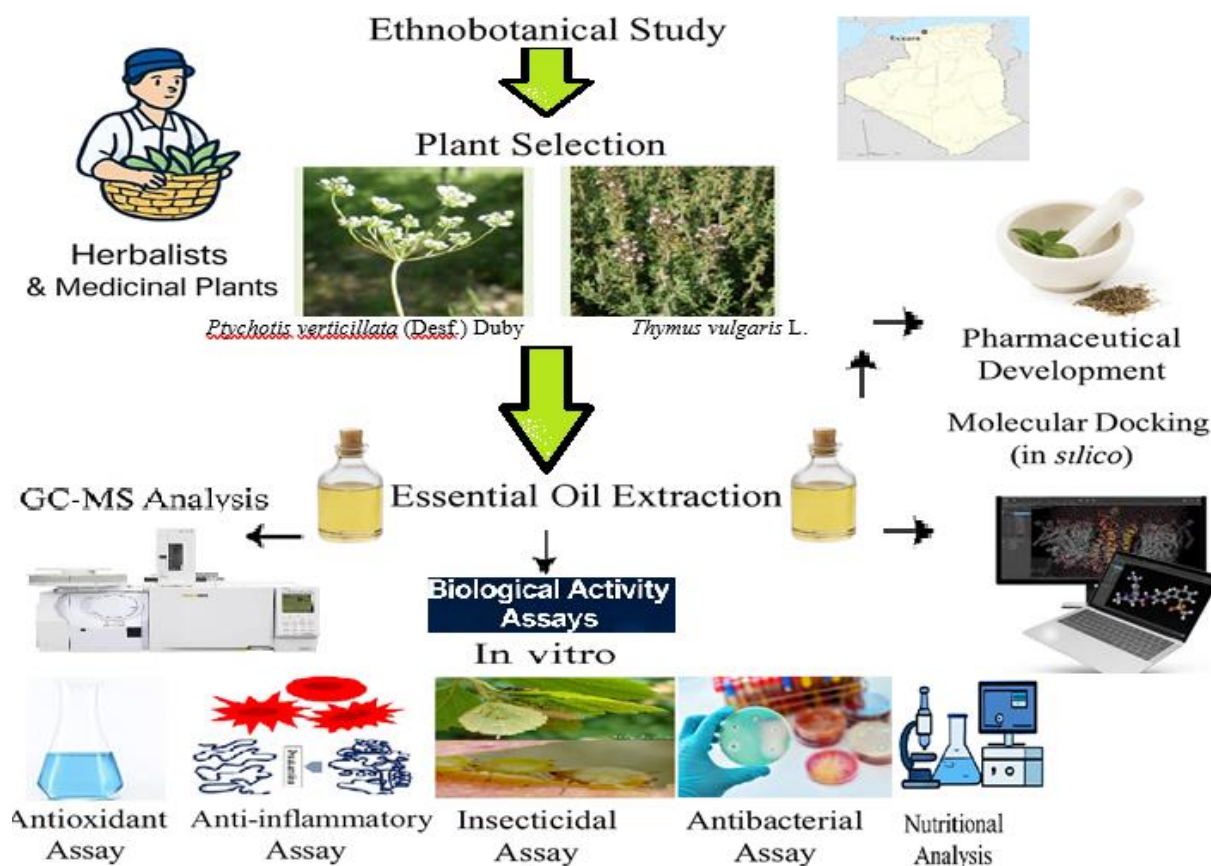 Ethnobotanical Study
Plant Selection
Herbalists
& Medicinal Plants
Ptychotis verticillata (Desf.) Duby
Thymus vulgaris L.
Pharmaceutical
Development
Molecular Docking
(in silico)
GC-MS Analysis
Essential Oil Extraction
Biological Activity
Assays
In vitro
Antioxidant
Assay
Anti-inflammatory
Assay
Insecticidal
Assay
Antibacterial
Assay
Nutritional
Analysis